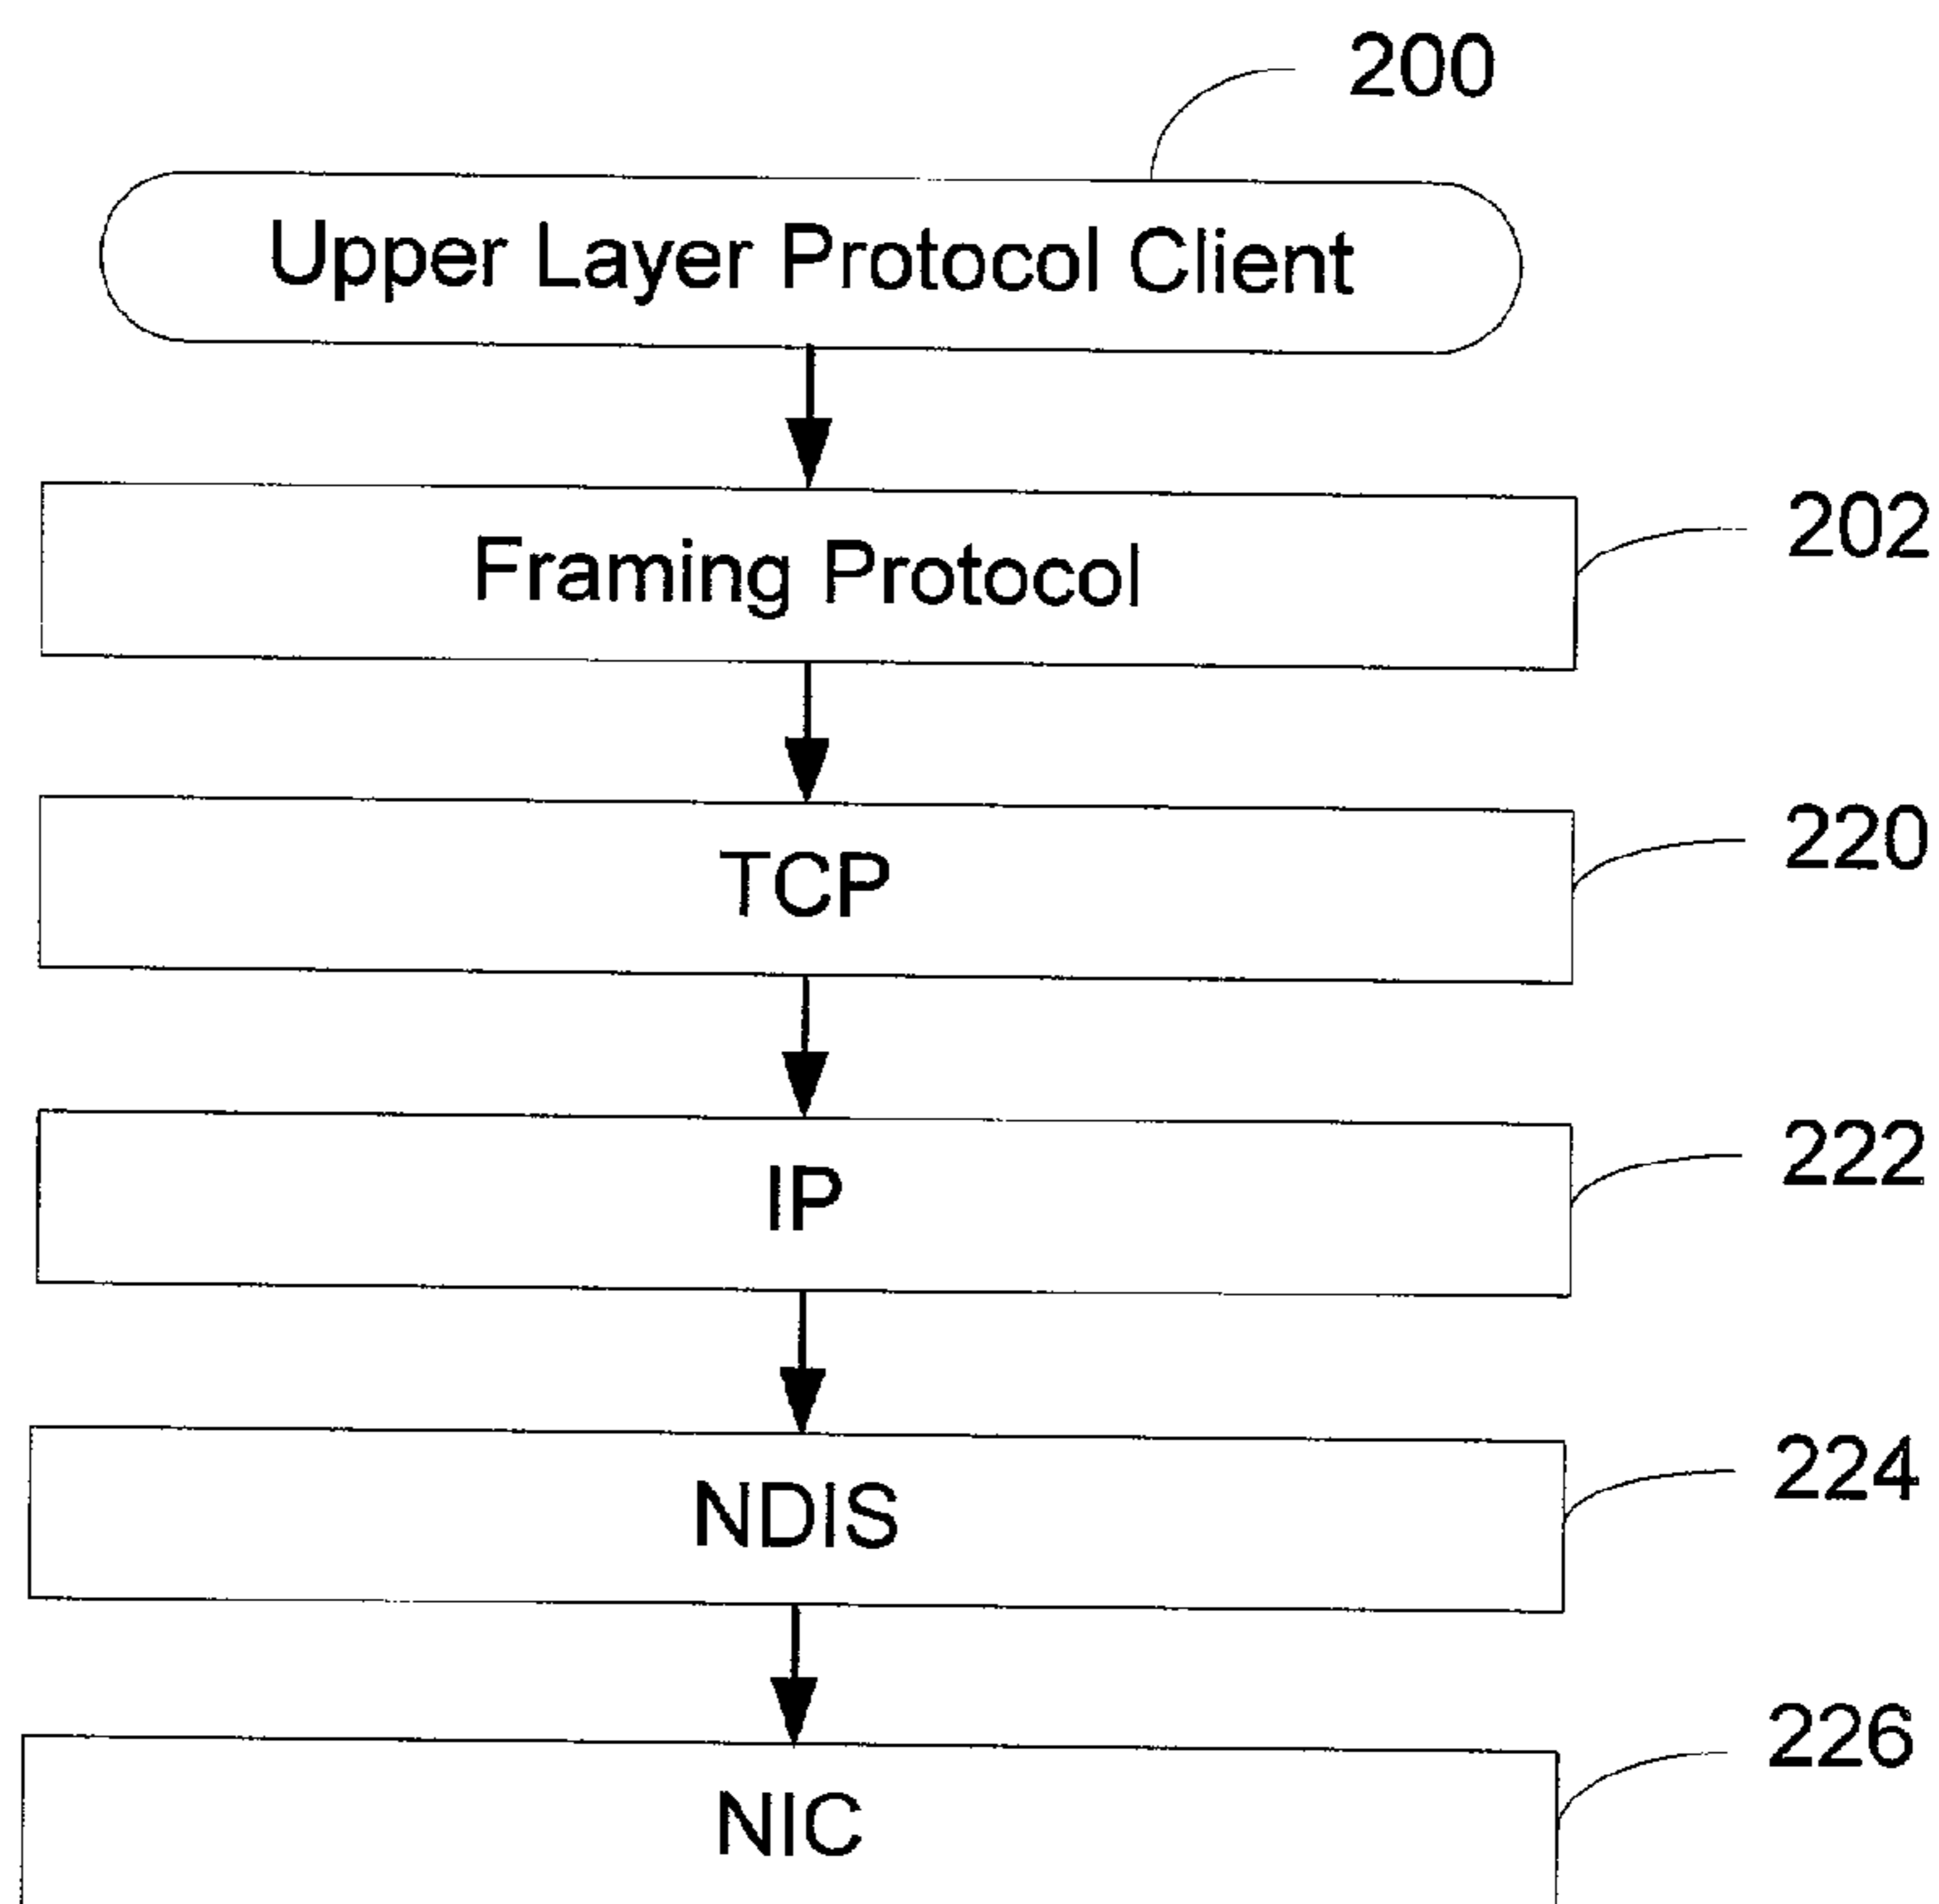 200
Upper Layer Protocol Client
202
Framing Protocol
220
TCP
222
IP
224
NDIS
226
NIC